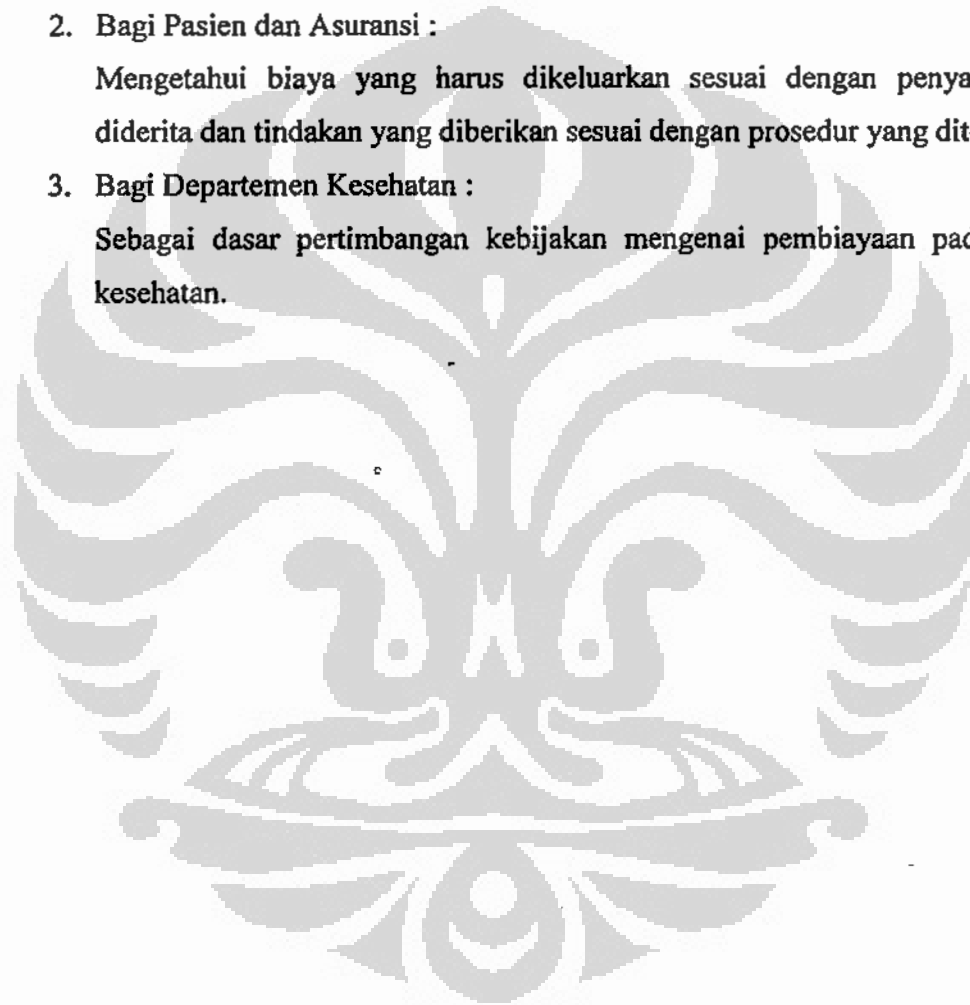 2. Bagi Pasien dan Asuransi :
Mengetahui biaya yang harus dikeluarkan sesuai dengan
diderita dan tindakan yang diberikan sesuai dengan prosedur yang
3. Bagi Departemen Kesehatan :
Sebagai dasar pertimbangan kebijakan mengenai pembiayaan
kesehatan.